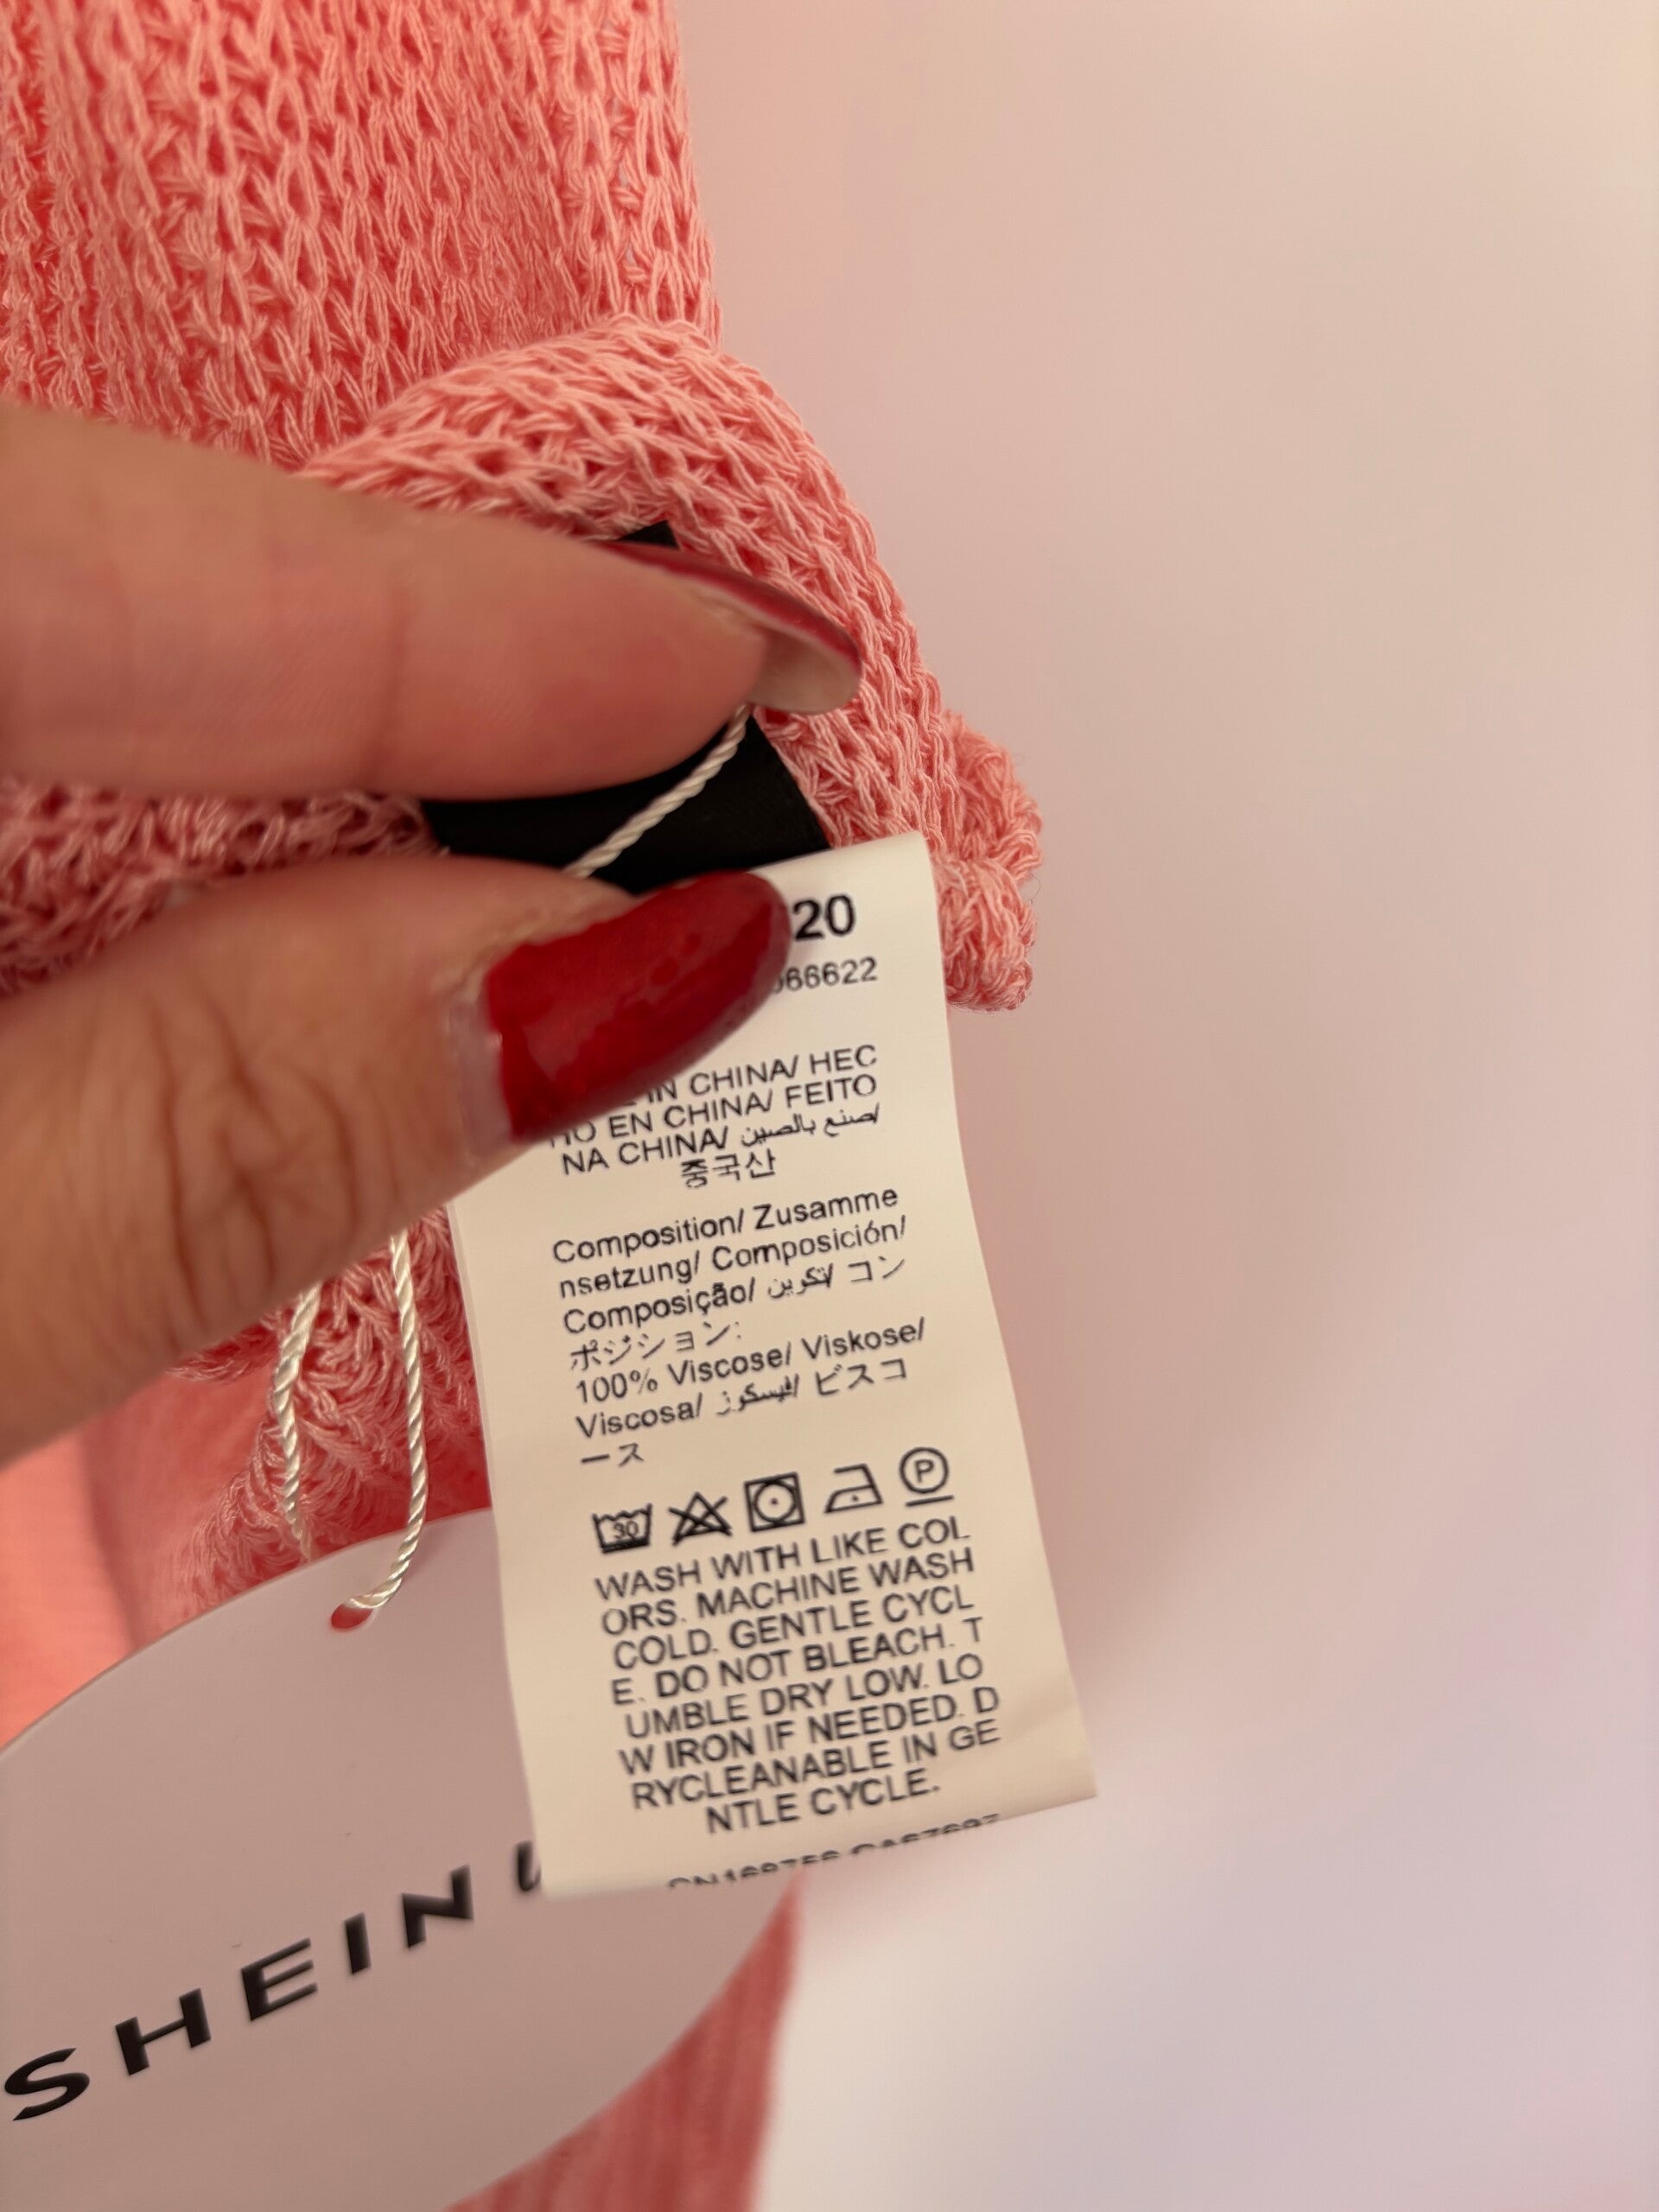 20
66622
IN CHINA/ HEC
HO EN CHINA/ FEITO
NA CHINA/ صنع بالصين/
중국산
Composition/ Zusamme
nsetzung/ Composición/
Composição/ تكوين/ コン
ポジション:
100% Viscose/ Viskose/
Viscosa/ فيسكوز/ ビスコ
ース
30
P
WASH WITH LIKE COL
ORS. MACHINE WASH
COLD. GENTLE CYCL
E. DO NOT BLEACH. T
UMBLE DRY LOW. LO
W IRON IF NEEDED. D
RYCLEANABLE IN GE
NTLE CYCLE.
SHEIN